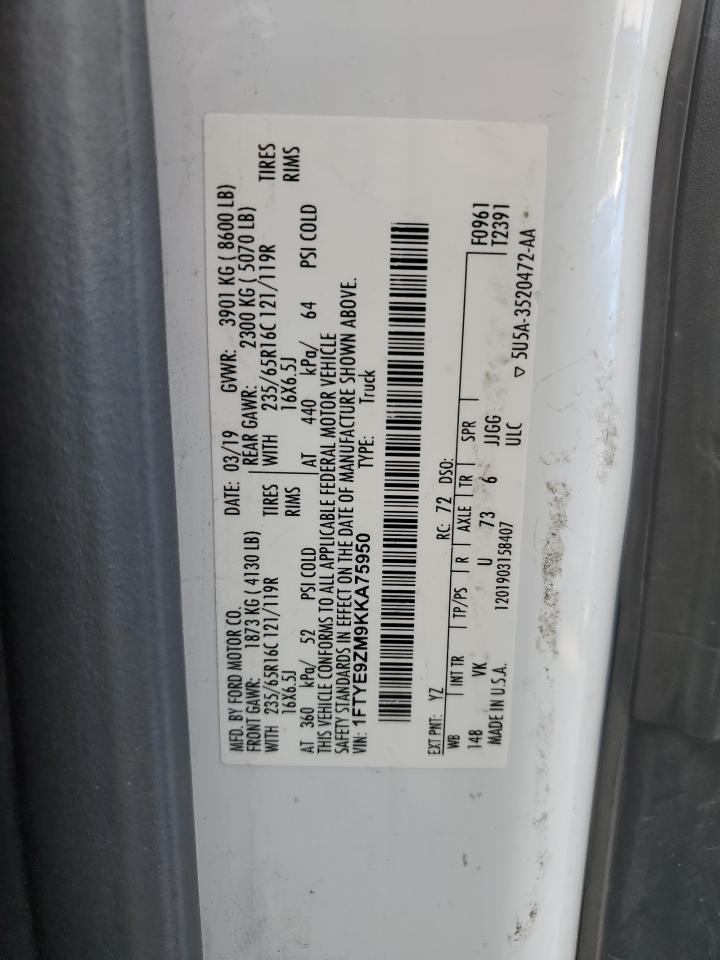 MFD. BY FORD MOTOR CO. DATE: 03/19 GVWR: 3901 KG ( 8600 LB)
FRONT GAWR: 1873 KG ( 4130 LB) REAR GAWR: 2300 KG ( 5070 LB)
WITH 235/65R16C 121/119R TIRES WITH 235/65R16C 121/119R TIRES
16X6.5J RIMS 16X6.5J RIMS
AT 360 kPa/ 52 PSI COLD AT 440 kPa/ 64 PSI COLD
THIS VEHICLE CONFORMS TO ALL APPLICABLE FEDERAL MOTOR VEHICLE
SAFETY STANDARDS IN EFFECT ON THE DATE OF MANUFACTURE SHOWN ABOVE.
VIN: 1FTYE9ZM9KKA75950 TYPE: Truck
EXT PNT: YZ RC: 72 DSO: F0961
WB INT TR TP/PS R AXLE TR SPR T2391
148 VK U 73 6 JJGG
MADE IN U.S.A. 1201903158407 ULC ▽ 5U5A-3520472-AA